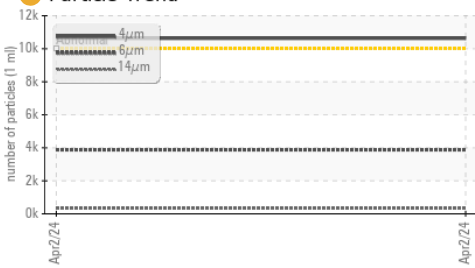 Particle Trend
12k
10k
8k
6k
4k
2k
0k
number of particles (1 ml)
Abnormal
4µm
6µm
14µm
Apr2/24
Apr2/24